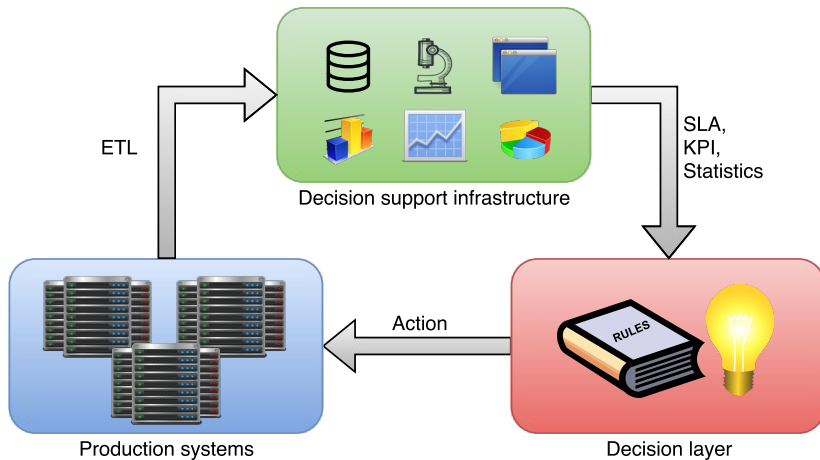 ETL
SLA,
KPI,
Statistics
Decision support infrastructure
Action
RULES
Production systems
Decision layer